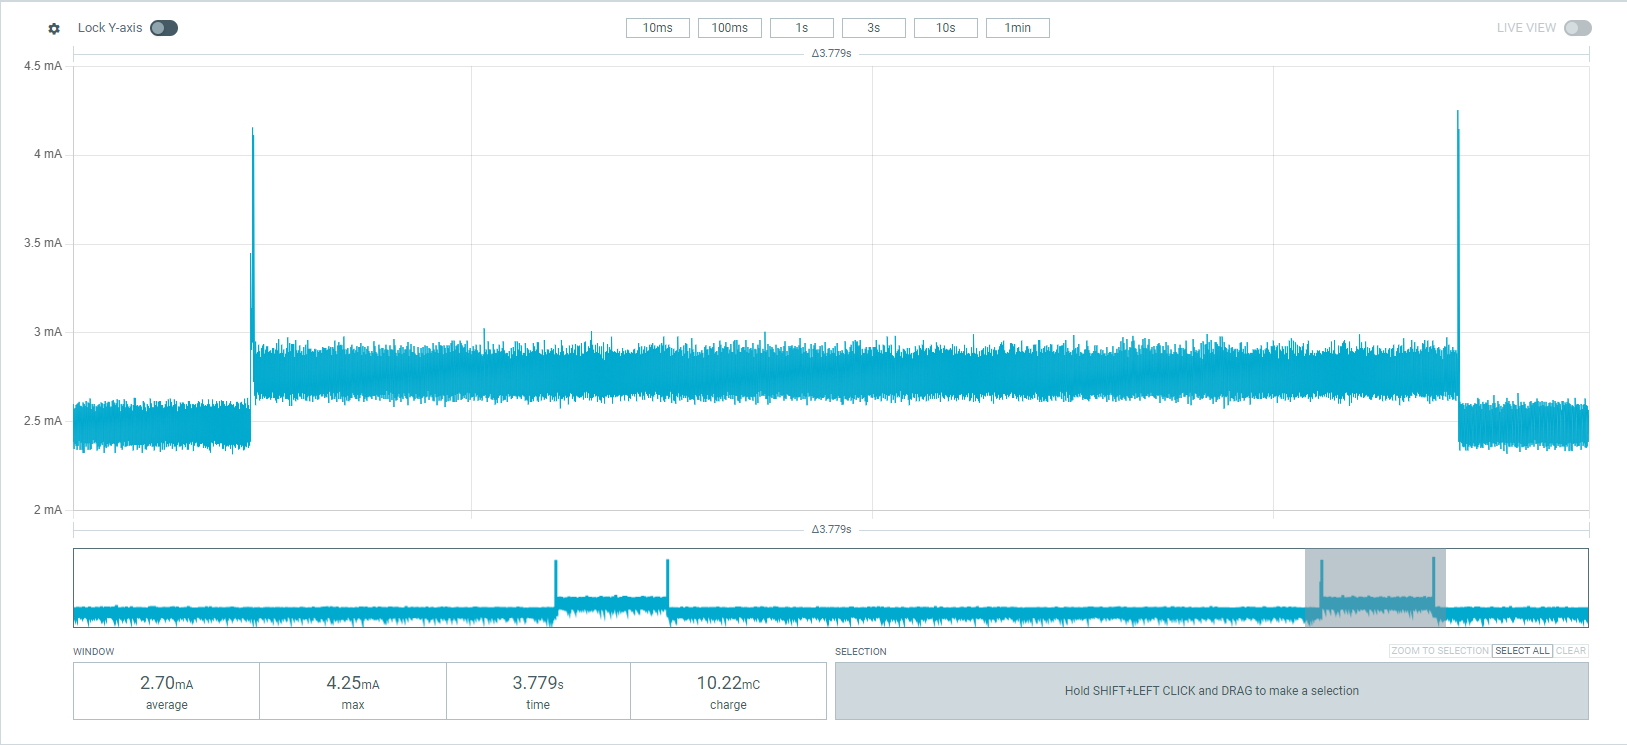 Lock Y-axis
10ms 100ms 1s 3s 10s 1min
LIVE VIEW
Δ3.779s
4.5 mA
4 mA
3.5 mA
3 mA
2.5 mA
2 mA
Δ3.779s
WINDOW
2.70mA
average
4.25mA
max
3.779s
time
10.22mC
charge
SELECTION
ZOOM TO SELECTION SELECT ALL CLEAR
Hold SHIFT+LEFT CLICK and DRAG to make a selection